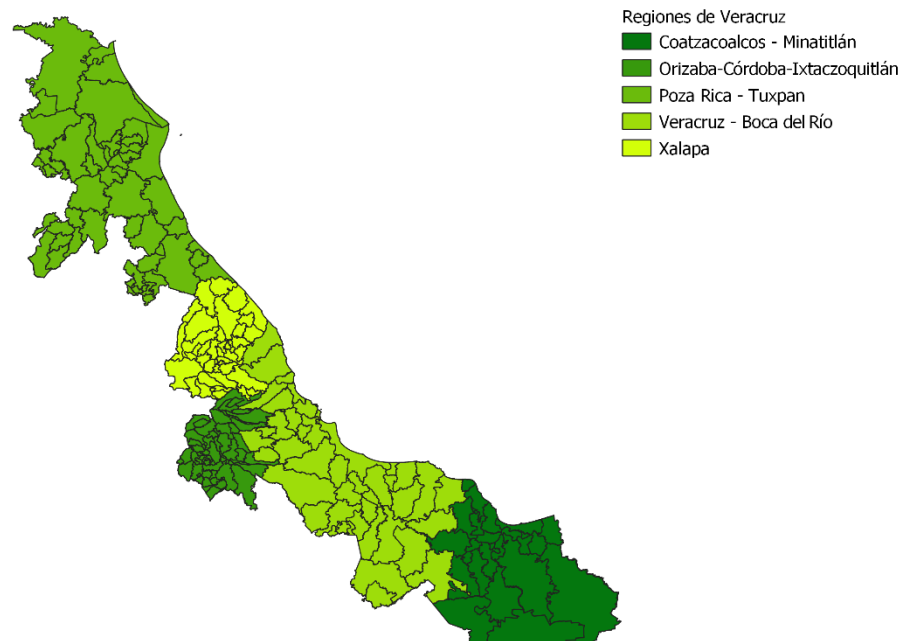 Regiones de Veracruz
Coatzacoalcos - Minatitlán
Orizaba-Córdoba-Ixtaczoquitlán
Poza Rica - Tuxpan
Veracruz - Boca del Río
Xalapa